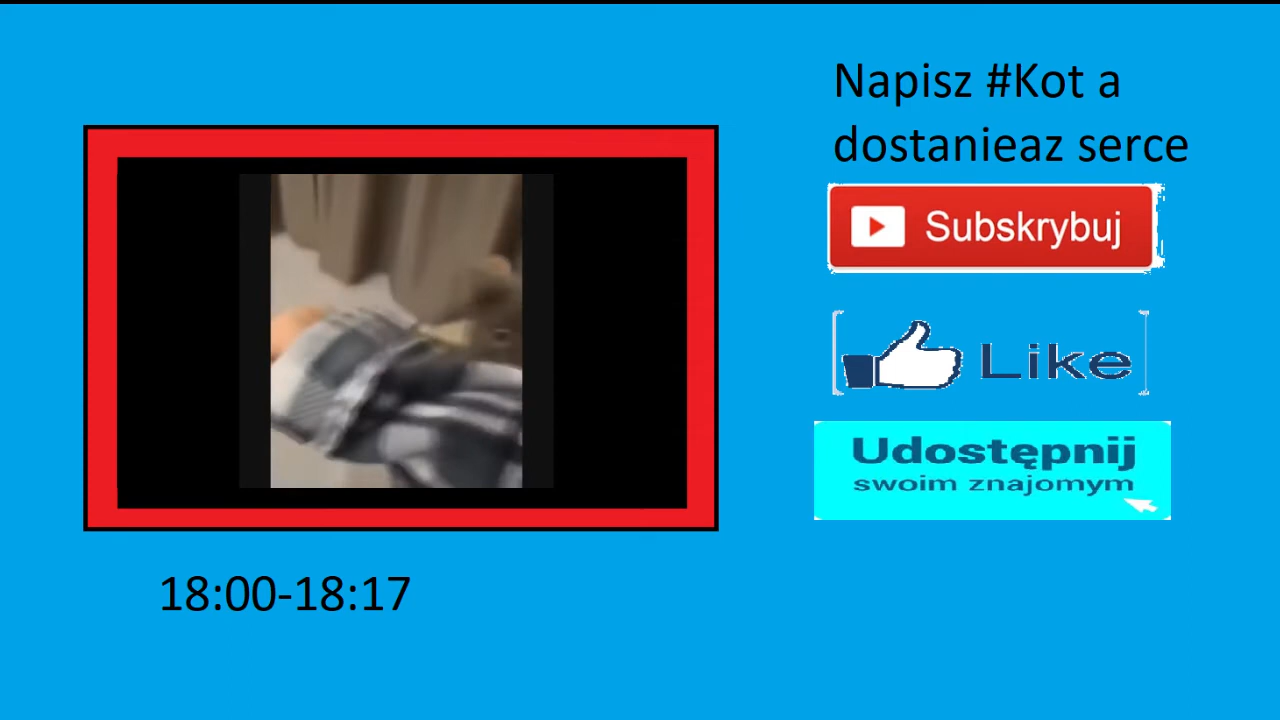 Napisz #Kot a
dostanieaz serce
Subskrybuj
Like
Udostępnij
swoim znajomym
18:00-18:17